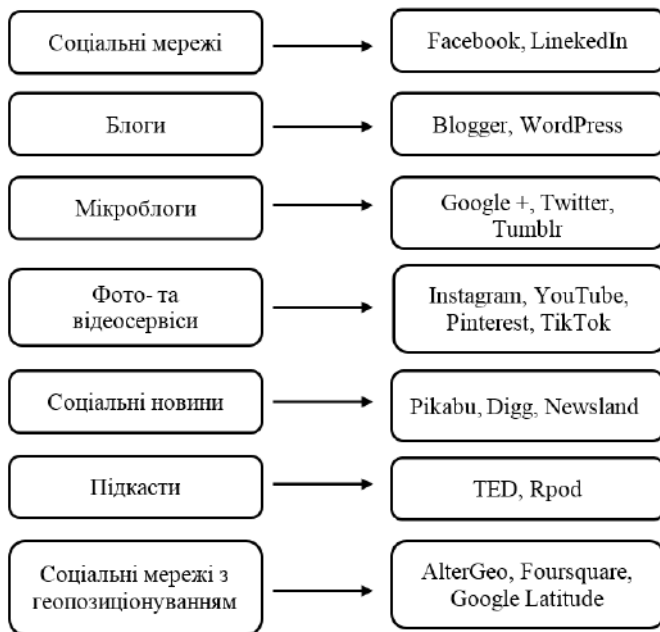 Соціальні мережі
Facebook, LinekedIn
Блоги
Blogger, WordPress
Мікроблоги
Google +, Twitter,
Tumblr
Фото- та
відеосервіси
Instagram, YouTube,
Pinterest, TikTok
Соціальні новини
Pikabu, Digg, Newsland
Підкасти
TED, Rpod
Соціальні мережі з
геопозиціонуванням
AlterGeo, Foursquare,
Google Latitude